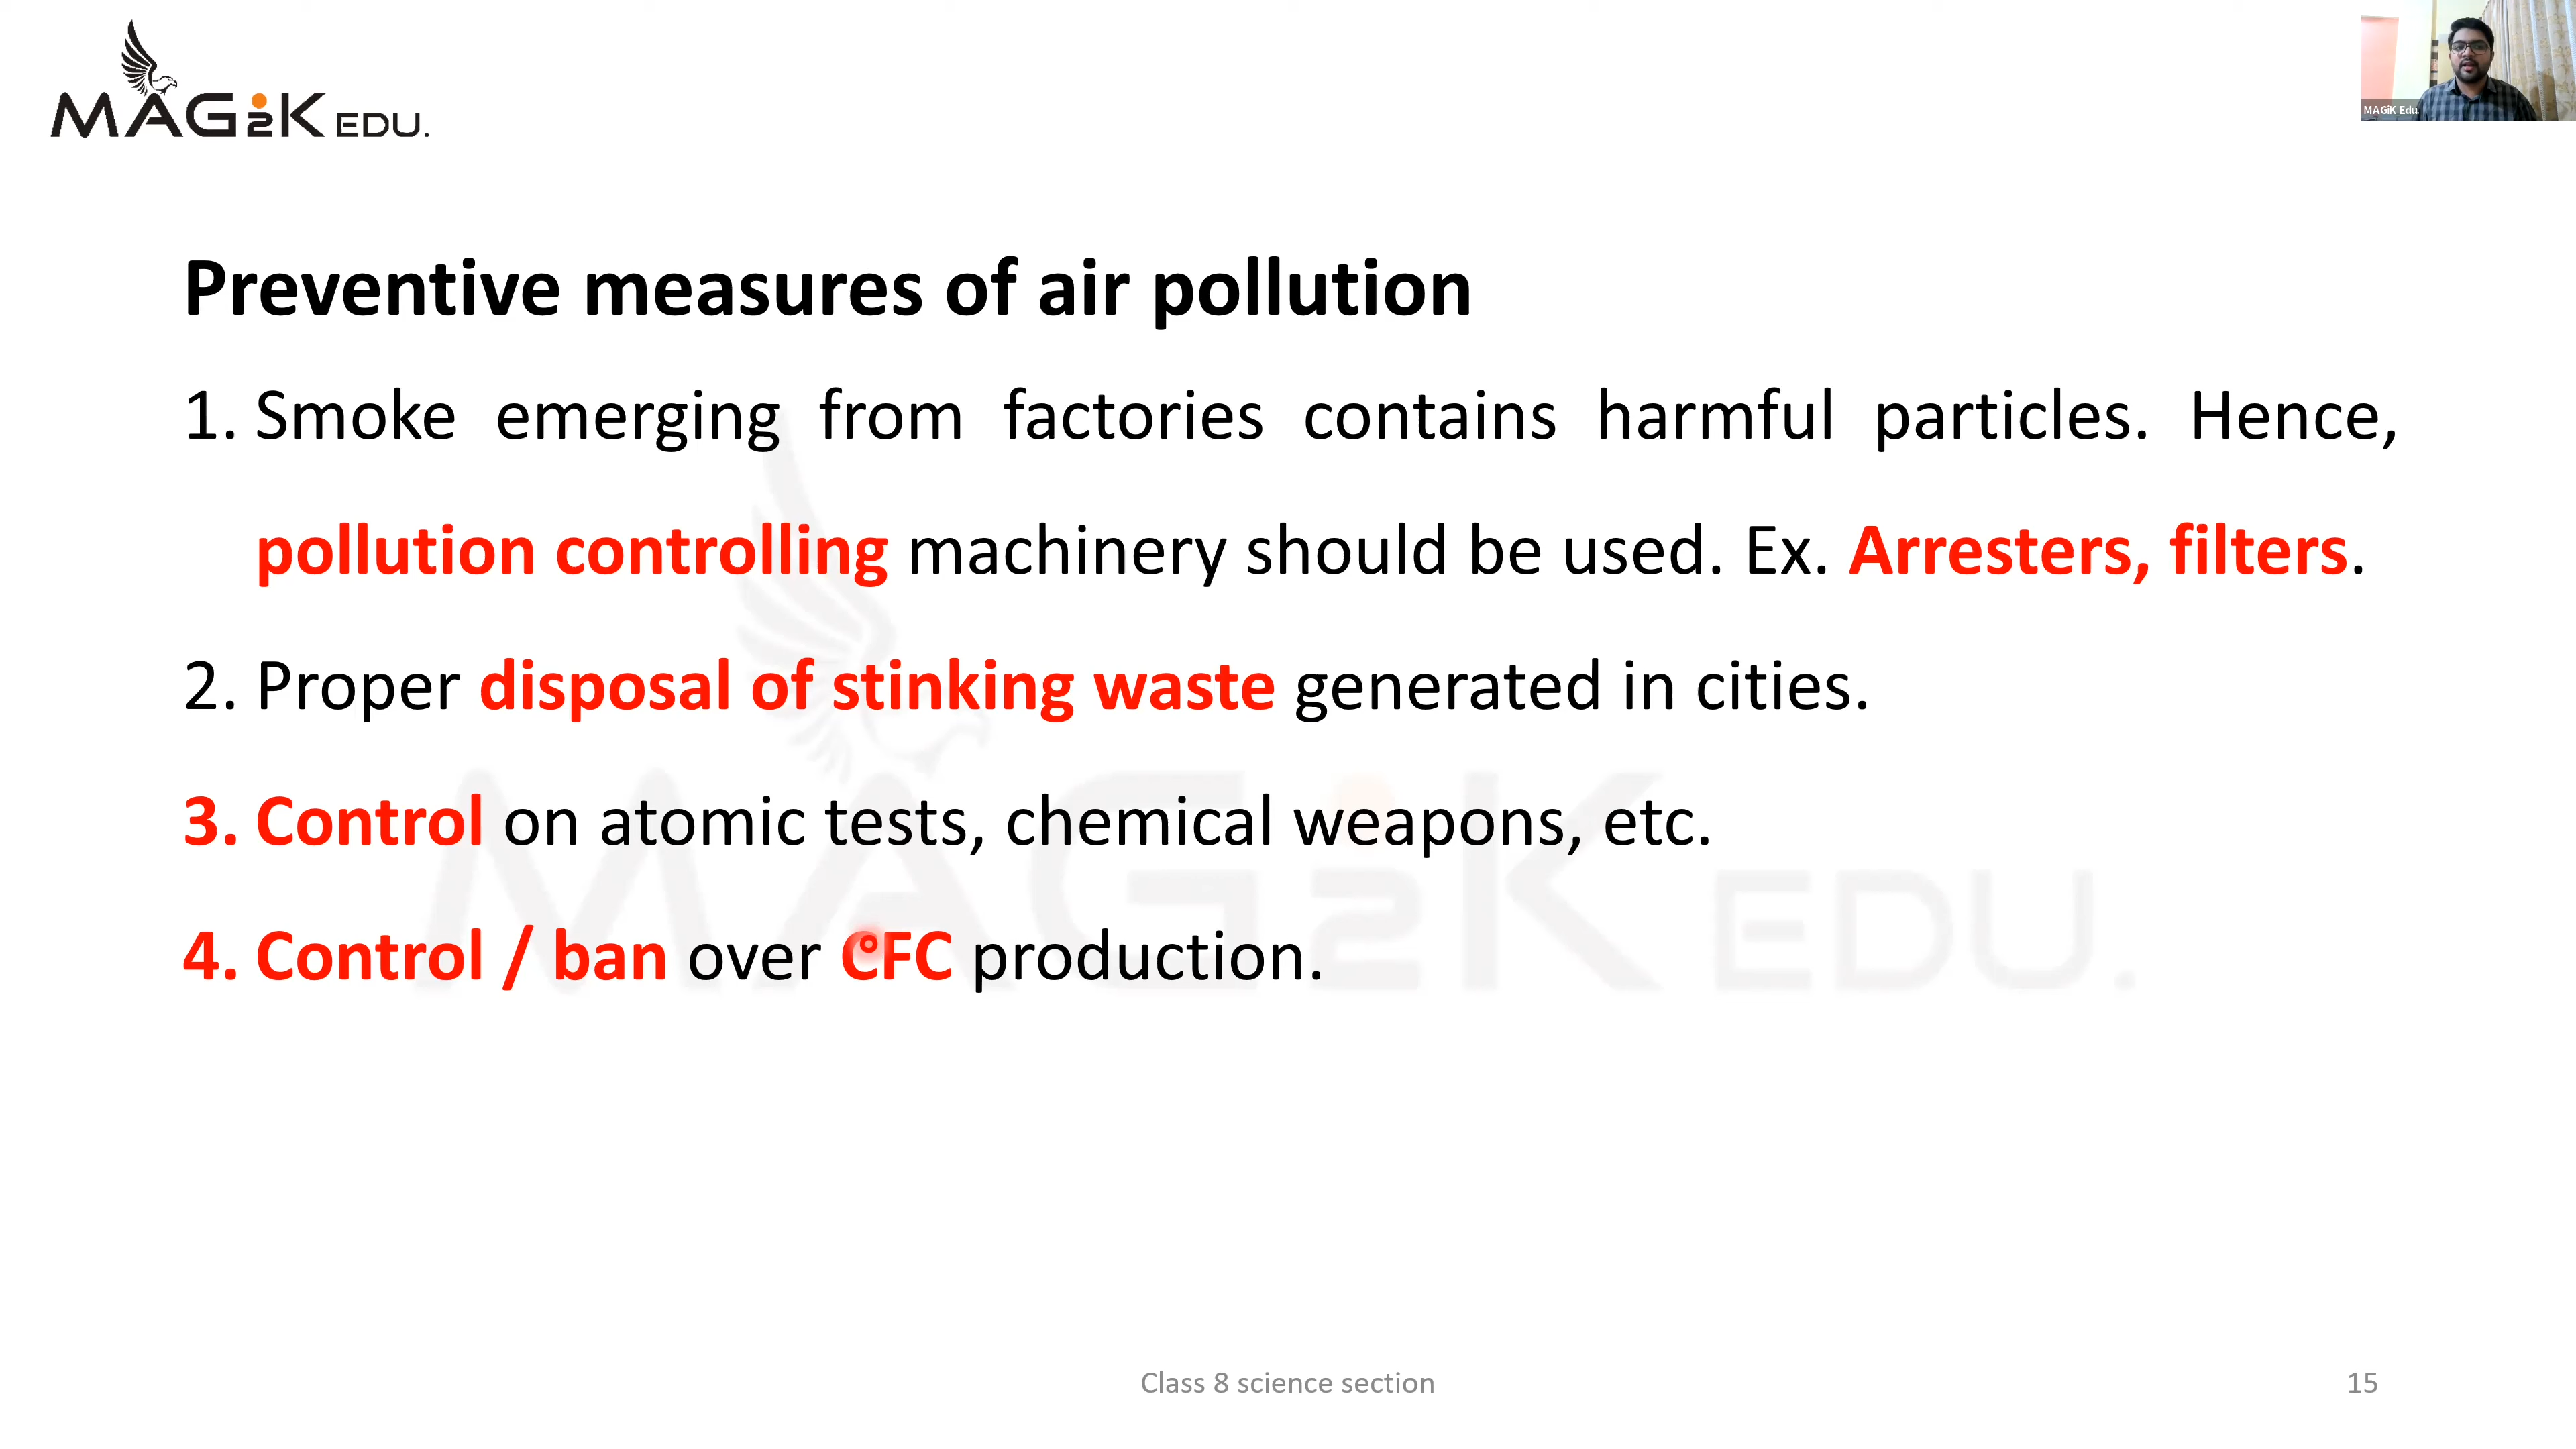 MAGiK EDU.
MAGiK Edu.
Preventive measures of air pollution
1. Smoke emerging from factories contains harmful particles. Hence,
pollution controlling machinery should be used. Ex. Arresters, filters.
2. Proper disposal of stinking waste generated in cities.
3. Control on atomic tests, chemical weapons, etc.
4. Control / ban over CFC production.
MAGiK EDU.
Class 8 science section
15